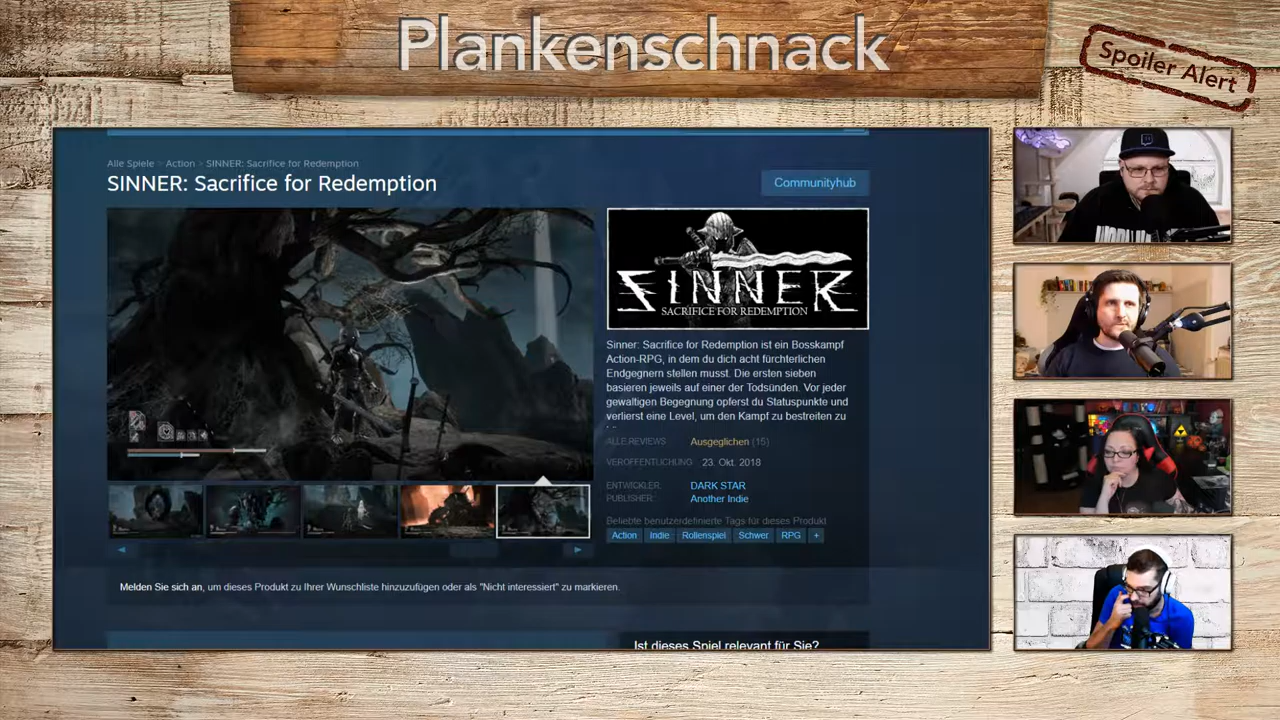 Plankenschnack
Spoiler Alert
Alle Spiele > Action > SINNER: Sacrifice for Redemption
SINNER: Sacrifice for Redemption
Communityhub
SINNER
SACRIFICE FOR REDEMPTION
Sinner: Sacrifice for Redemption ist ein Bosskampf
Action-RPG, in dem du dich acht fürchterlichen
Endgegnern stellen musst. Die ersten sieben
basieren jeweils auf einer der Todsünden. Vor jeder
gewaltigen Begegnung opferst du Statuspunkte und
verlierst eine Level, um den Kampf zu bestreiten zu
ALLE REVIEWS: Ausgeglichen (15)
VERÖFFENTLICHUNG: 23. Okt. 2018
ENTWICKLER: DARK STAR
PUBLISHER: Another Indie
Beliebte benutzerdefinierte Tags für dieses Produkt
Action Indie Rollenspiel Schwer RPG +
Melden Sie sich an, um dieses Produkt zu Ihrer Wunschliste hinzuzufügen oder als "Nicht interessiert" zu markieren.
Ist dieses Spiel relevant für Sie?